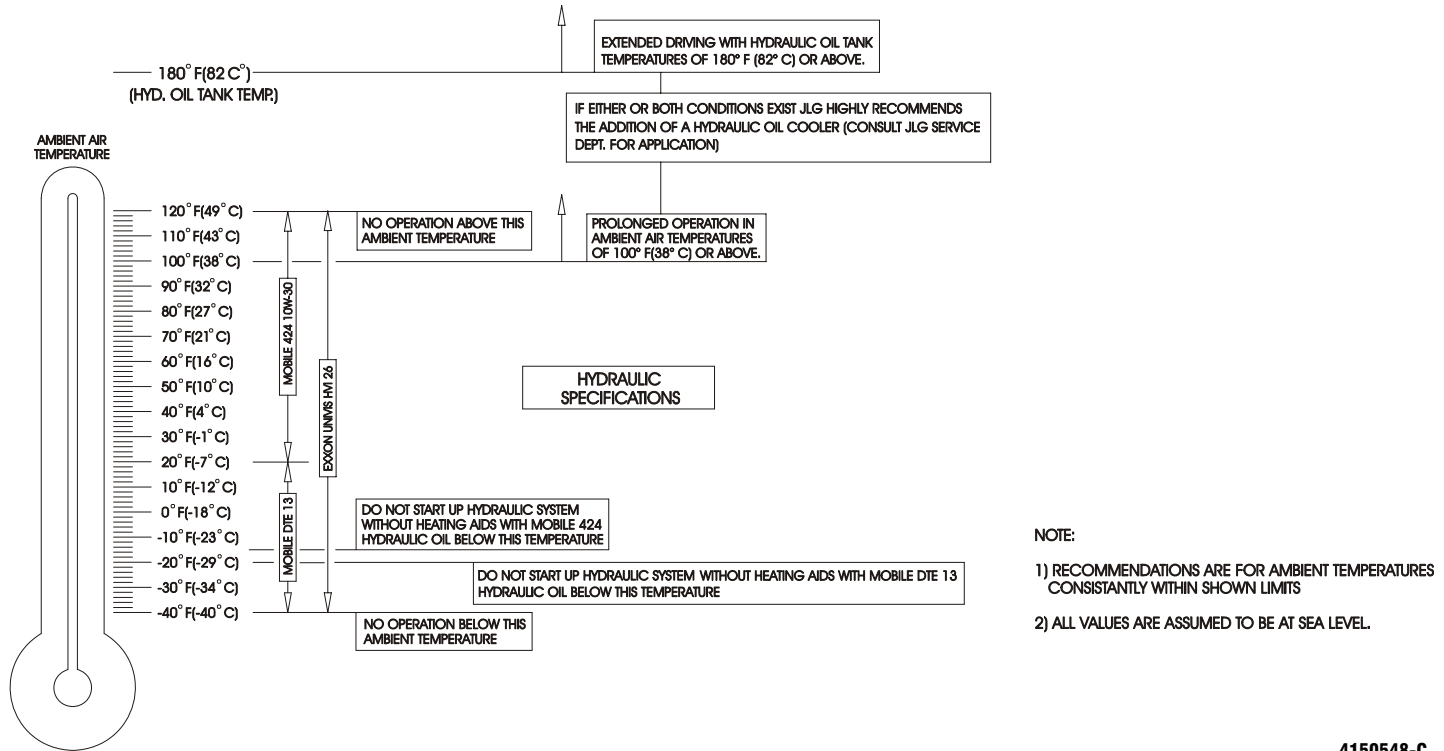 EXTENDED DRIVING WITH HYDRAULIC OIL TANK
TEMPERATURES OF 180° F (82° C) OR ABOVE.
180° F(82 C°)
(HYD. OIL TANK TEMP.)
IF EITHER OR BOTH CONDITIONS EXIST JLG HIGHLY RECOMMENDS
THE ADDITION OF A HYDRAULIC OIL COOLER (CONSULT JLG SERVICE
DEPT. FOR APPLICATION)
AMBIENT AIR
TEMPERATURE
120° F(49° C)
110° F(43° C)
100° F(38° C)
90° F(32° C)
80° F(27° C)
70° F(21° C)
60° F(16° C)
50° F(10° C)
40° F(4° C)
30° F(-1° C)
20° F(-7° C)
10° F(-12° C)
0° F(-18° C)
-10° F(-23° C)
-20° F(-29° C)
-30° F(-34° C)
-40° F(-40° C)
MOBILE 424 10W-30
MOBILE DTE 13
EXXON UNIVIS HVI 26
NO OPERATION ABOVE THIS
AMBIENT TEMPERATURE
PROLONGED OPERATION IN
AMBIENT AIR TEMPERATURES
OF 100° F(38° C) OR ABOVE.
HYDRAULIC
SPECIFICATIONS
DO NOT START UP HYDRAULIC SYSTEM
WITHOUT HEATING AIDS WITH MOBILE 424
HYDRAULIC OIL BELOW THIS TEMPERATURE
DO NOT START UP HYDRAULIC SYSTEM WITHOUT HEATING AIDS WITH MOBILE DTE 13
HYDRAULIC OIL BELOW THIS TEMPERATURE
NO OPERATION BELOW THIS
AMBIENT TEMPERATURE
NOTE:
1) RECOMMENDATIONS ARE FOR AMBIENT TEMPERATURES
CONSISTANTLY WITHIN SHOWN LIMITS
2) ALL VALUES ARE ASSUMED TO BE AT SEA LEVEL.
4150548-C